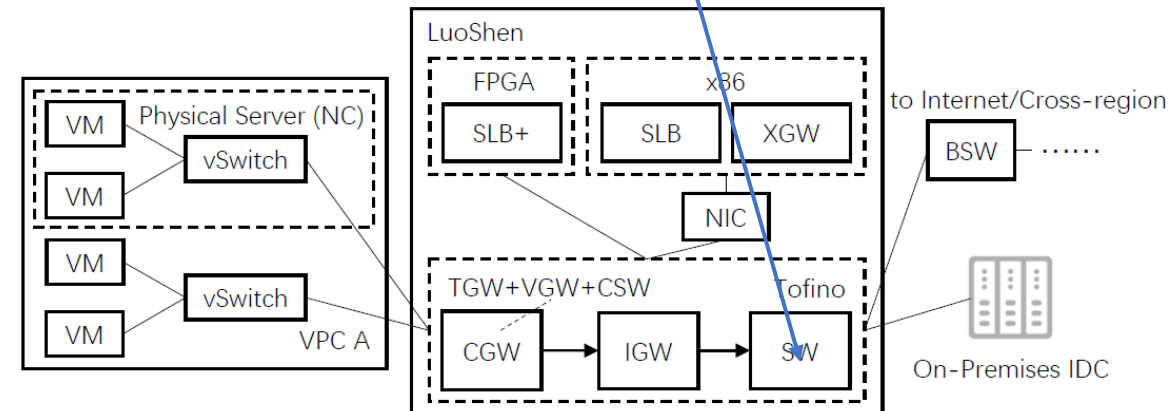 LuoShen
FPGA
x86
SLB+
SLB
XGW
NIC
Physical Server (NC)
VM
vSwitch
VM
VM
vSwitch
VM
VPC A
TGW+VGW+CSW
Tofino
CGW
IGW
SW
to Internet/Cross-region
BSW
······
On-Premises IDC